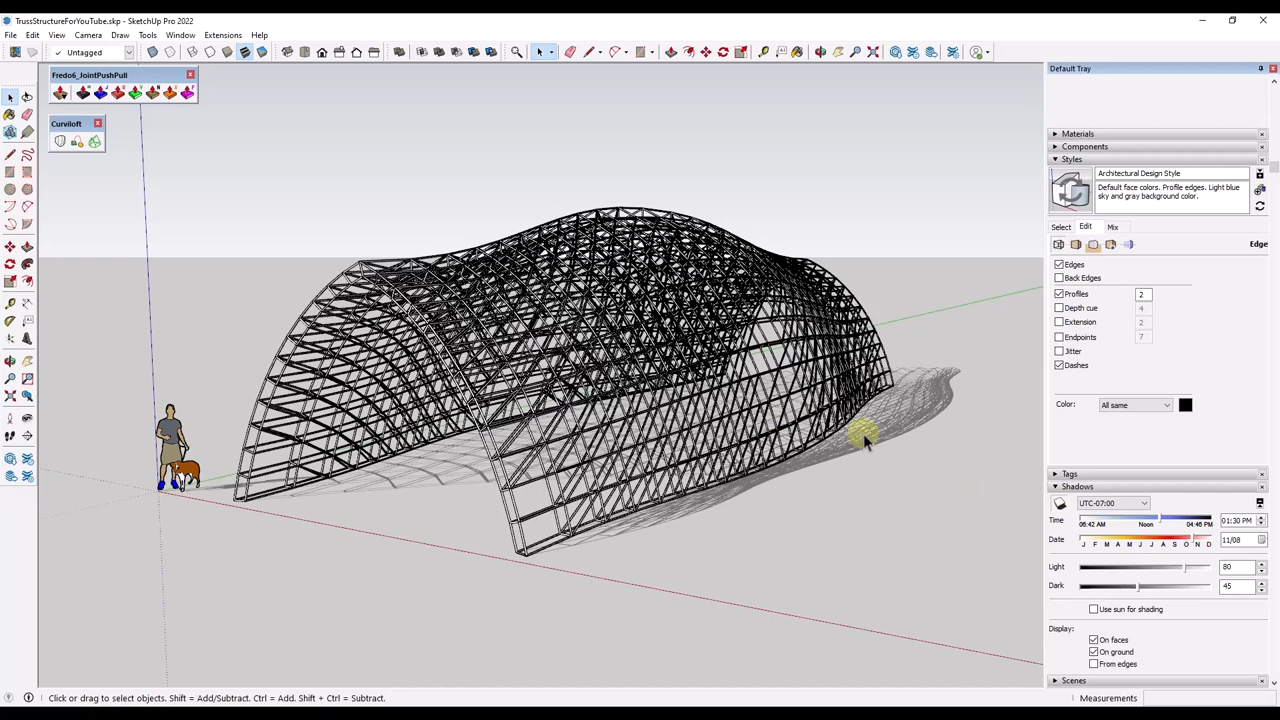 TrussStructureForYouTube.skp - SketchUp Pro 2022
File Edit View Camera Draw Tools Window Extensions Help
Untagged
Fredo6_JointPushPull
Curviloft
Default Tray
Materials
Components
Styles
Architectural Design Style
Default face colors. Profile edges. Light blue
sky and gray background color.
Select Edit Mix
Edge
Edges
Back Edges
Profiles 2
Depth cue 4
Extension 2
Endpoints 7
Jitter
Dashes
Color: All same
Tags
Shadows
UTC-07:00
Time 06:42 AM Noon 04:46 PM 01:30 PM
Date J F M A M J J A S O N D 11/08
Light 80
Dark 45
Use sun for shading
Display:
On faces
On ground
From edges
Scenes
Click or drag to select objects. Shift = Add/Subtract. Ctrl = Add. Shift + Ctrl = Subtract.
Measurements